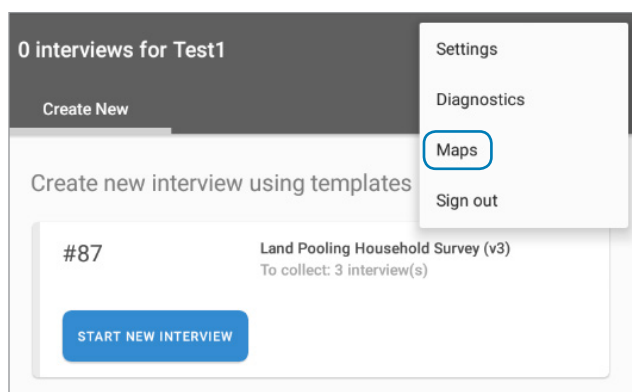 0 interviews for Test1
Create New
Settings
Diagnostics
Maps
Sign out
Create new interview using templates
#87
Land Pooling Household Survey (v3)
To collect: 3 interview(s)
START NEW INTERVIEW